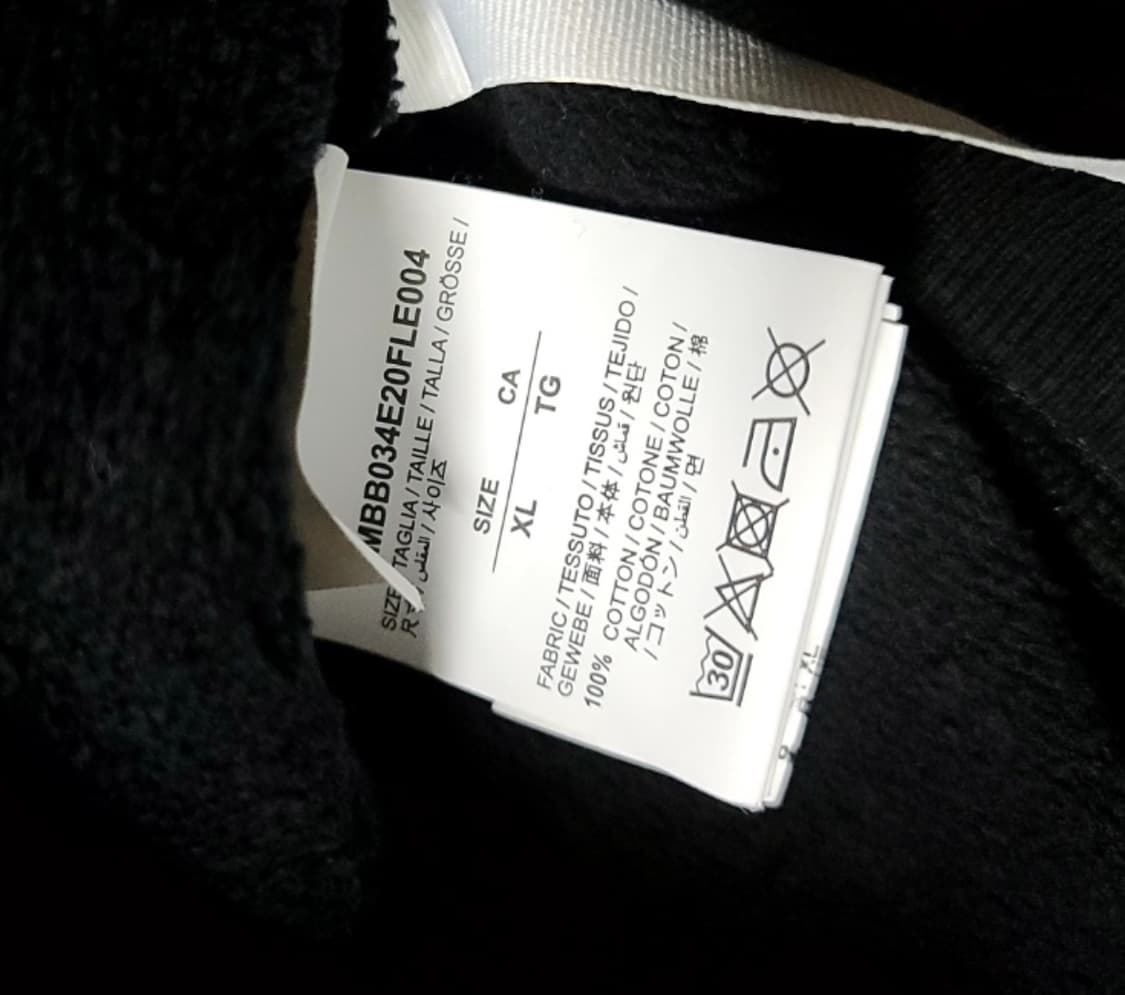 MBB034E20FLE004
SIZE TAGLIA / TAILLE / TALLA / GRÖSSE /
尺 / المقاس / 사이즈
SIZE CA
XL TG
FABRIC / TESSUTO / TISSUS / TEJIDO /
GEWEBE / 面料 / 本体 / قماش / 원단
100% COTTON / COTONE / COTON /
ALGODÓN / BAUMWOLLE / 棉
/ コットン / القطن / 면
30
XL